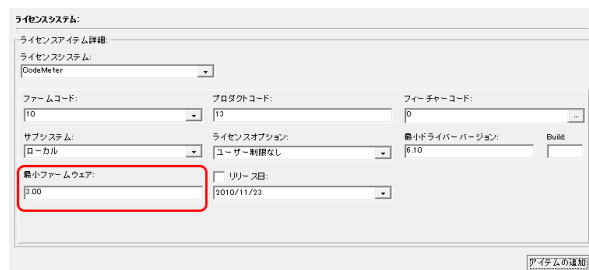 ライセンスシステム:
ライセンスアイテム詳細:
ライセンスシステム:
CodeMeter
ファームコード: プロダクトコード: フィーチャーコード:
10 13 0 ...
サブシステム: ライセンスオプション: 最小ドライバーバージョン: Build:
ローカル ユーザー制限なし 6.10
最小ファームウェア: リリース日:
3.00 2010/11/23
アイテムの追加